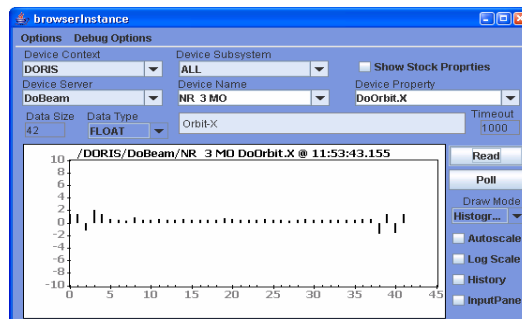 browserInstance
Options Debug Options
Device Context Device Subsystem
DORIS ALL Show Stock Proprties
Device Server Device Name Device Property
DoBeam NR 3 MO DoOrbit.X
Data Size Data Type Timeout
42 FLOAT Orbit-X 1000
/DORIS/DoBeam/NR 3 MO DoOrbit.X @ 11:53:43.155
10
8
6
4
2
0
-2
-4
-6
-8
-10
0 5 10 15 20 25 30 35 40 45
Read
Poll
Draw Mode
Histogr...
Autoscale
Log Scale
History
InputPane